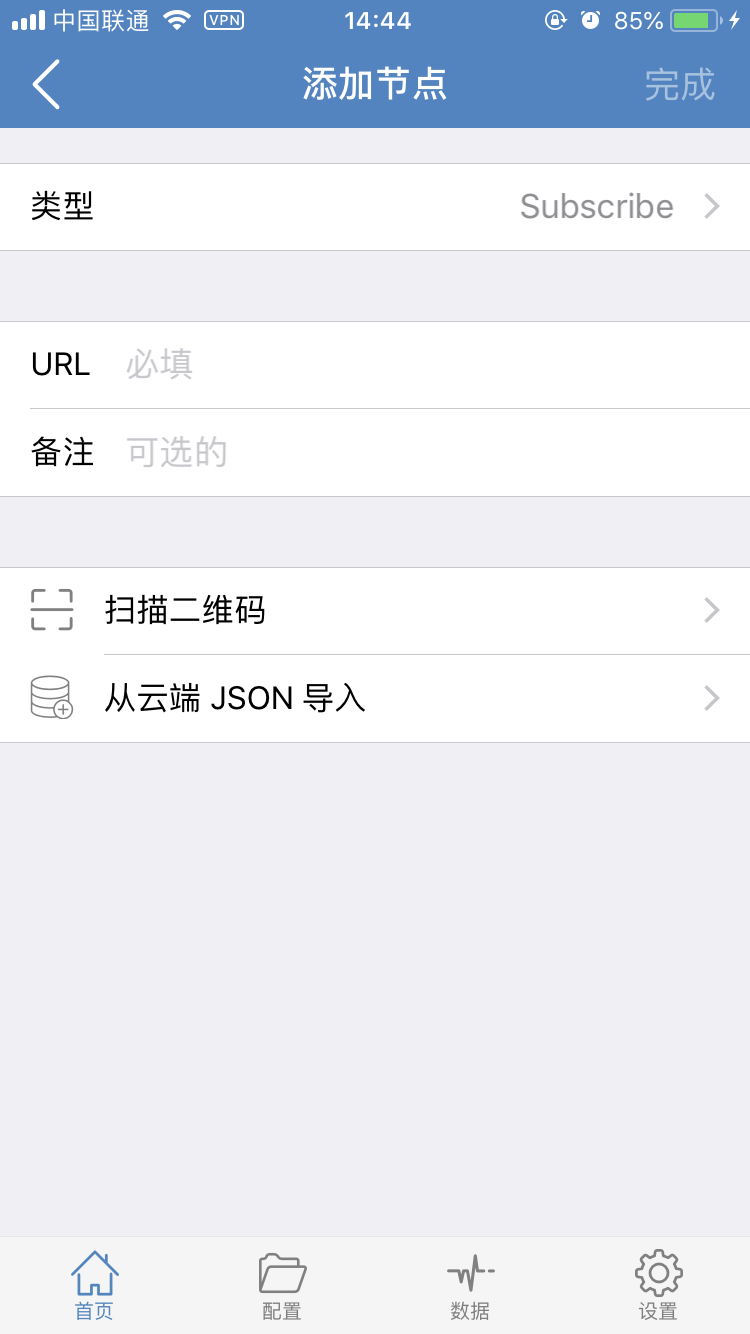 中国联通 VPN 14:44 85%
添加节点 完成
类型 Subscribe
URL 必填
备注 可选的
扫描二维码
从云端 JSON 导入
首页 配置 数据 设置